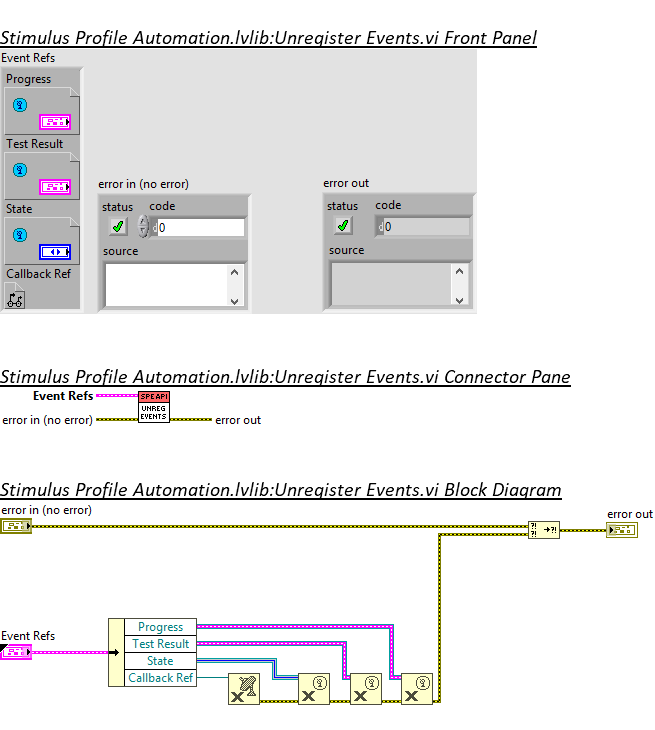 Stimulus Profile Automation.lvlib:Unregister Events.vi Front Panel
Event Refs
Progress
Test Result
State
Callback Ref
error in (no error)
status code
0
source
error out
status code
0
source
Stimulus Profile Automation.lvlib:Unregister Events.vi Connector Pane
Event Refs
error in (no error)
SPEAPI
UNREG
EVENTS
error out
Stimulus Profile Automation.lvlib:Unregister Events.vi Block Diagram
error in (no error)
error out
?!
?!
?!
Event Refs
Progress
Test Result
State
Callback Ref